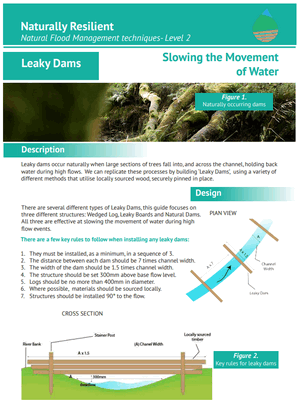 Naturally Resilient
Natural Flood Management techniques- Level 2
Leaky Dams
Slowing the Movement
of Water
Figure 1.
Naturally occurring dams
Description
Leaky dams occur naturally when large sections of trees fall into, and across the channel, holding back
water during high flows. We can replicate these processes by building 'Leaky Dams', using a variety of
different methods that utilise locally sourced wood, securely pinned in place.
Design
There are several different types of Leaky Dams, this guide focuses on
three different structures: Wedged Log, Leaky Boards and Natural Dams.
All three are effective at slowing the movement of water during high
flow events.
There are a few key rules to follow when installing any leaky dams:
1. They must be installed, as a minimum, in a sequence of 3.
2. The distance between each dam should be 7 times channel width.
3. The width of the dam should be 1.5 times channel width.
4. The structure should be set 300mm above base flow level.
5. Logs should be no more than 400mm in diameter.
6. Where possible, materials should be sourced locally.
7. Structures should be installed 90° to the flow.
PLAN VIEW
A x 7
Channel
Width
Leaky Dam
CROSS SECTION
Strainer Post
Locally sourced
timber
River Bank
A x 1.5
(A) Chanel Width
300mm
Baseflow
Figure 2.
Key rules for leaky dams